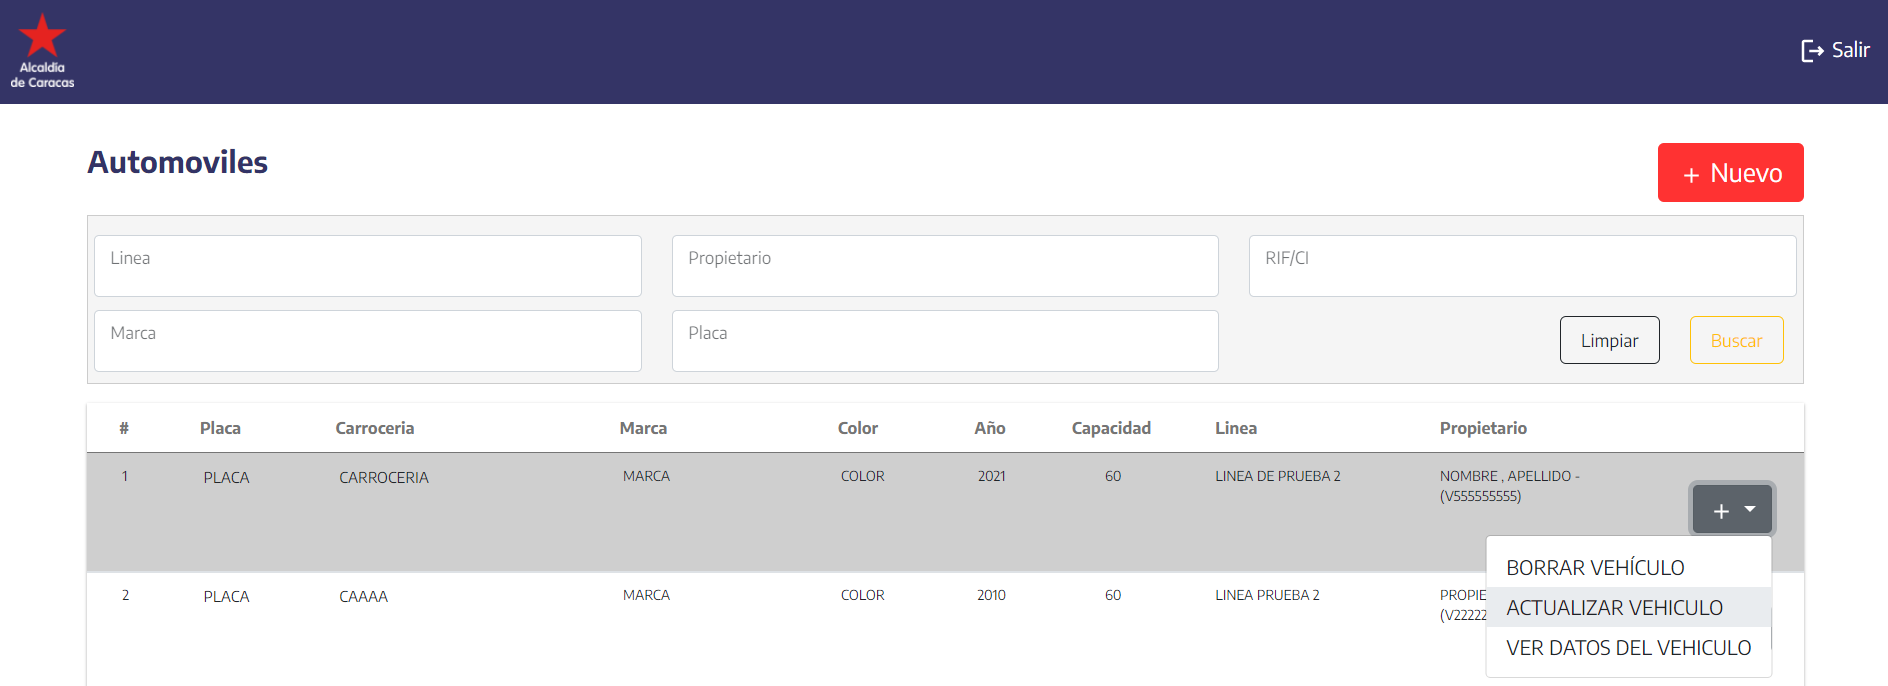 Alcaldía
de Caracas
Salir
Automoviles
+ Nuevo
Linea Propietario RIF/CI
Marca Placa Limpiar Buscar
# Placa Carroceria Marca Color Año Capacidad Linea Propietario
1 PLACA CARROCERIA MARCA COLOR 2021 60 LINEA DE PRUEBA 2 NOMBRE , APELLIDO -
(V555555555)
+
BORRAR VEHÍCULO
2 PLACA CAAAA MARCA COLOR 2010 60 LINEA PRUEBA 2 PROPIE
ACTUALIZAR VEHICULO
(V22222
VER DATOS DEL VEHICULO